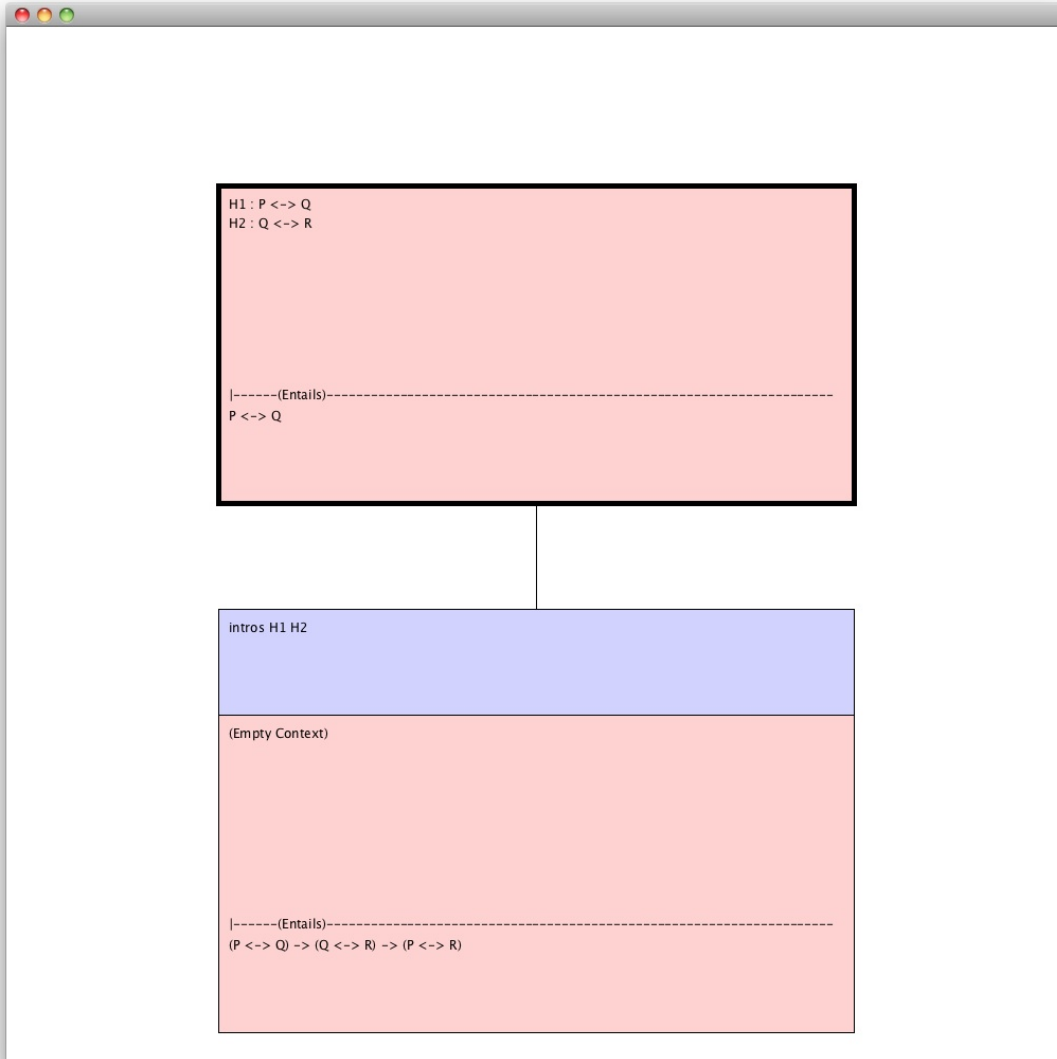 H1 : P <-> Q
H2 : Q <-> R
|------(Entails)---------------------------------------------------------------------
P <-> Q
intros H1 H2
(Empty Context)
|------(Entails)---------------------------------------------------------------------
(P <-> Q) -> (Q <-> R) -> (P <-> R)